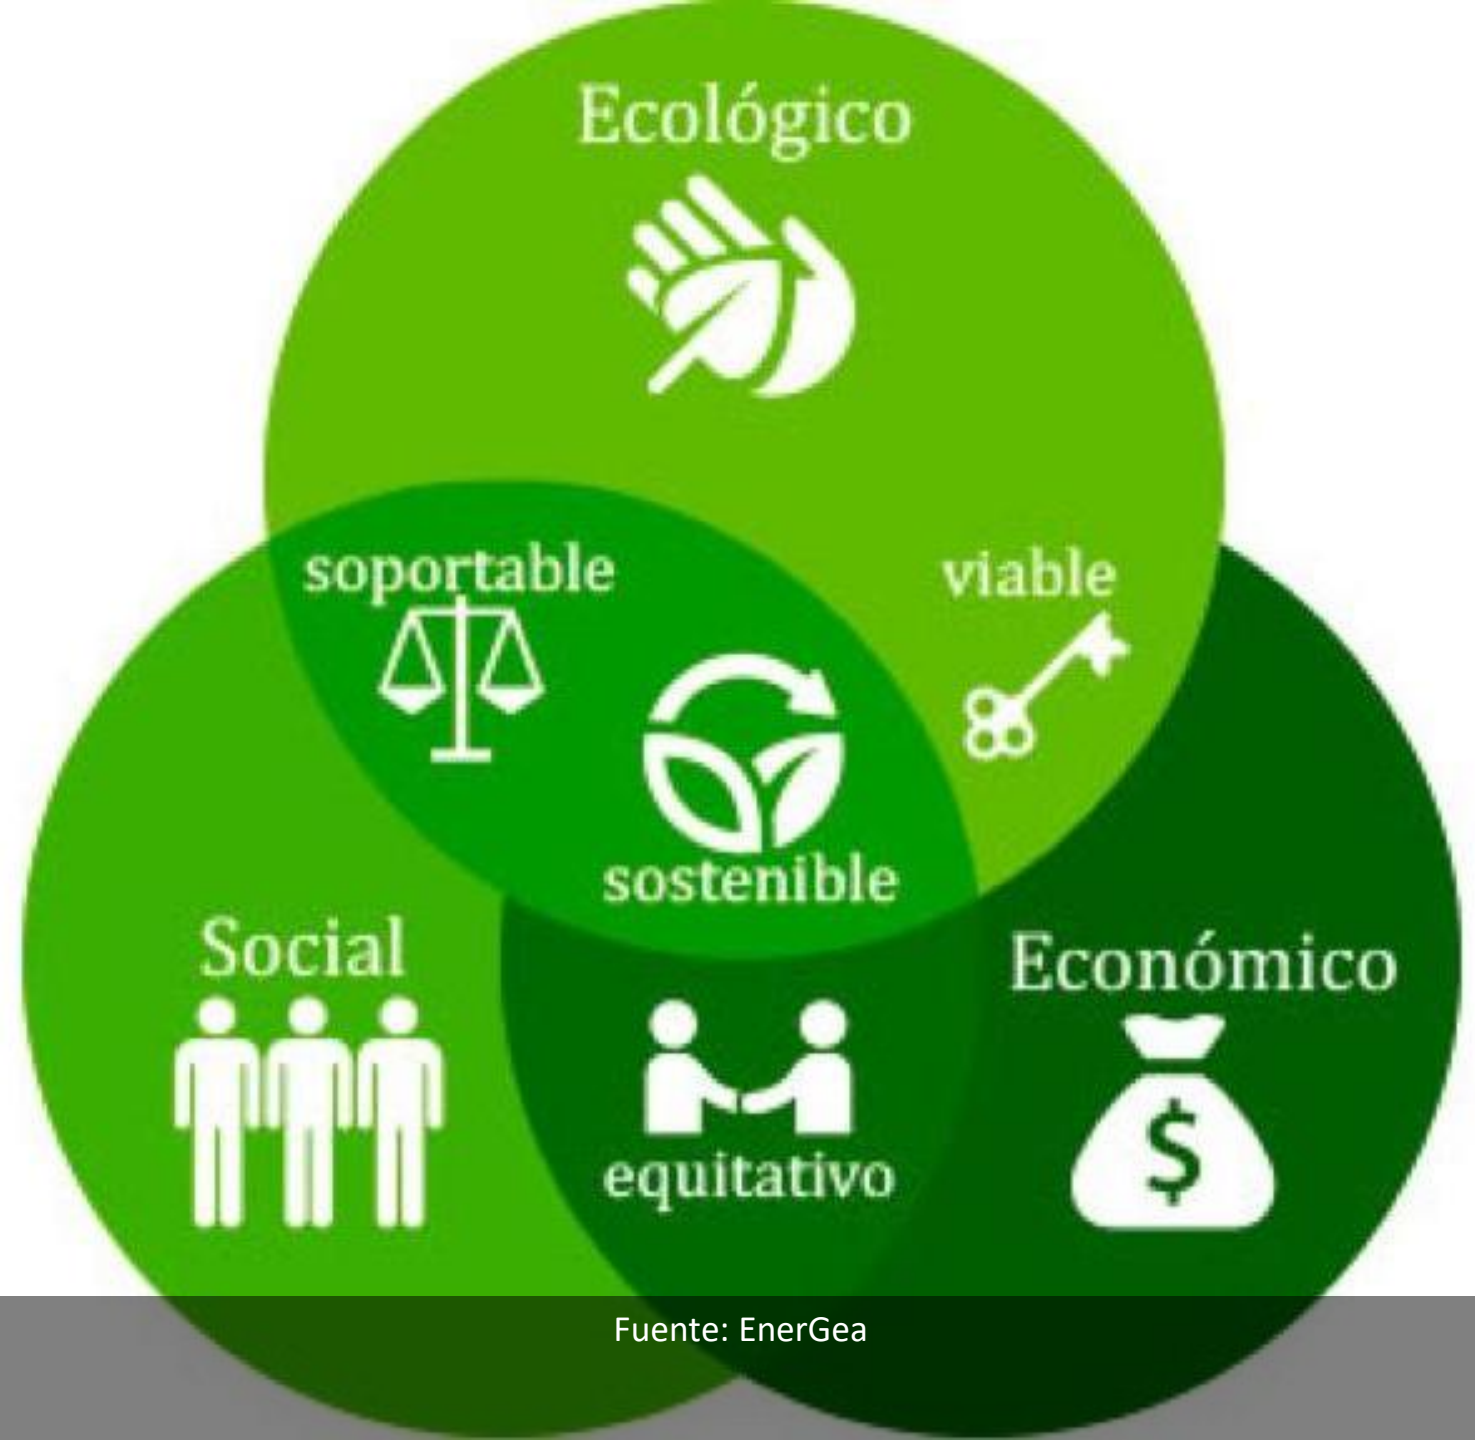 Ecológico
soportable
viable
sostenible
Social
Económico
$
equitativo
Fuente: EnerGea